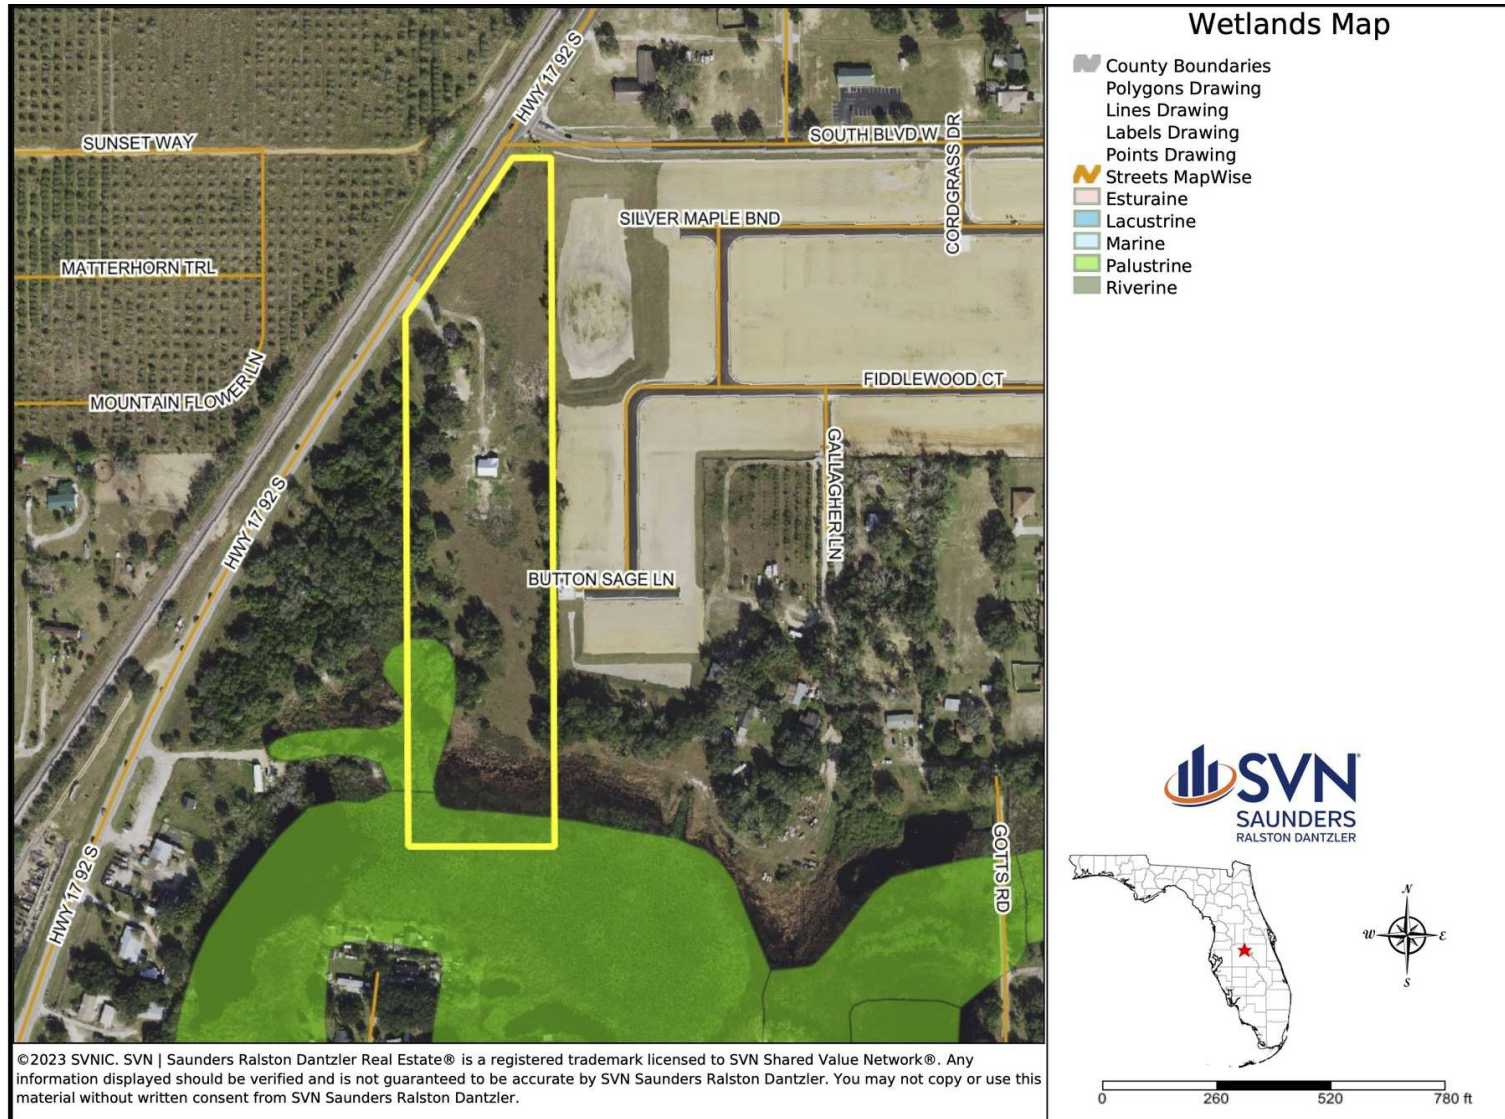 Wetlands Map
County Boundaries
Polygons Drawing
Lines Drawing
Labels Drawing
Points Drawing
Streets MapWise
Esturaine
Lacustrine
Marine
Palustrine
Riverine
HWY 17 92 S
SUNSET WAY
SOUTH BLVD W
CORDGRASS DR
SILVER MAPLE BND
MATTERHORN TRL
MOUNTAIN FLOWER LN
FIDDLEWOOD CT
GALLAGHER LN
HWY 17 92 S
BUTTON SAGE LN
GOTTS RD
HWY 17 92 S
SVN
SAUNDERS
RALSTON DANTZLER
N
W
E
S
0 260 520 780 ft
©2023 SVNIC. SVN | Saunders Ralston Dantzler Real Estate® is a registered trademark licensed to SVN Shared Value Network®. Any
information displayed should be verified and is not guaranteed to be accurate by SVN Saunders Ralston Dantzler. You may not copy or use this
material without written consent from SVN Saunders Ralston Dantzler.